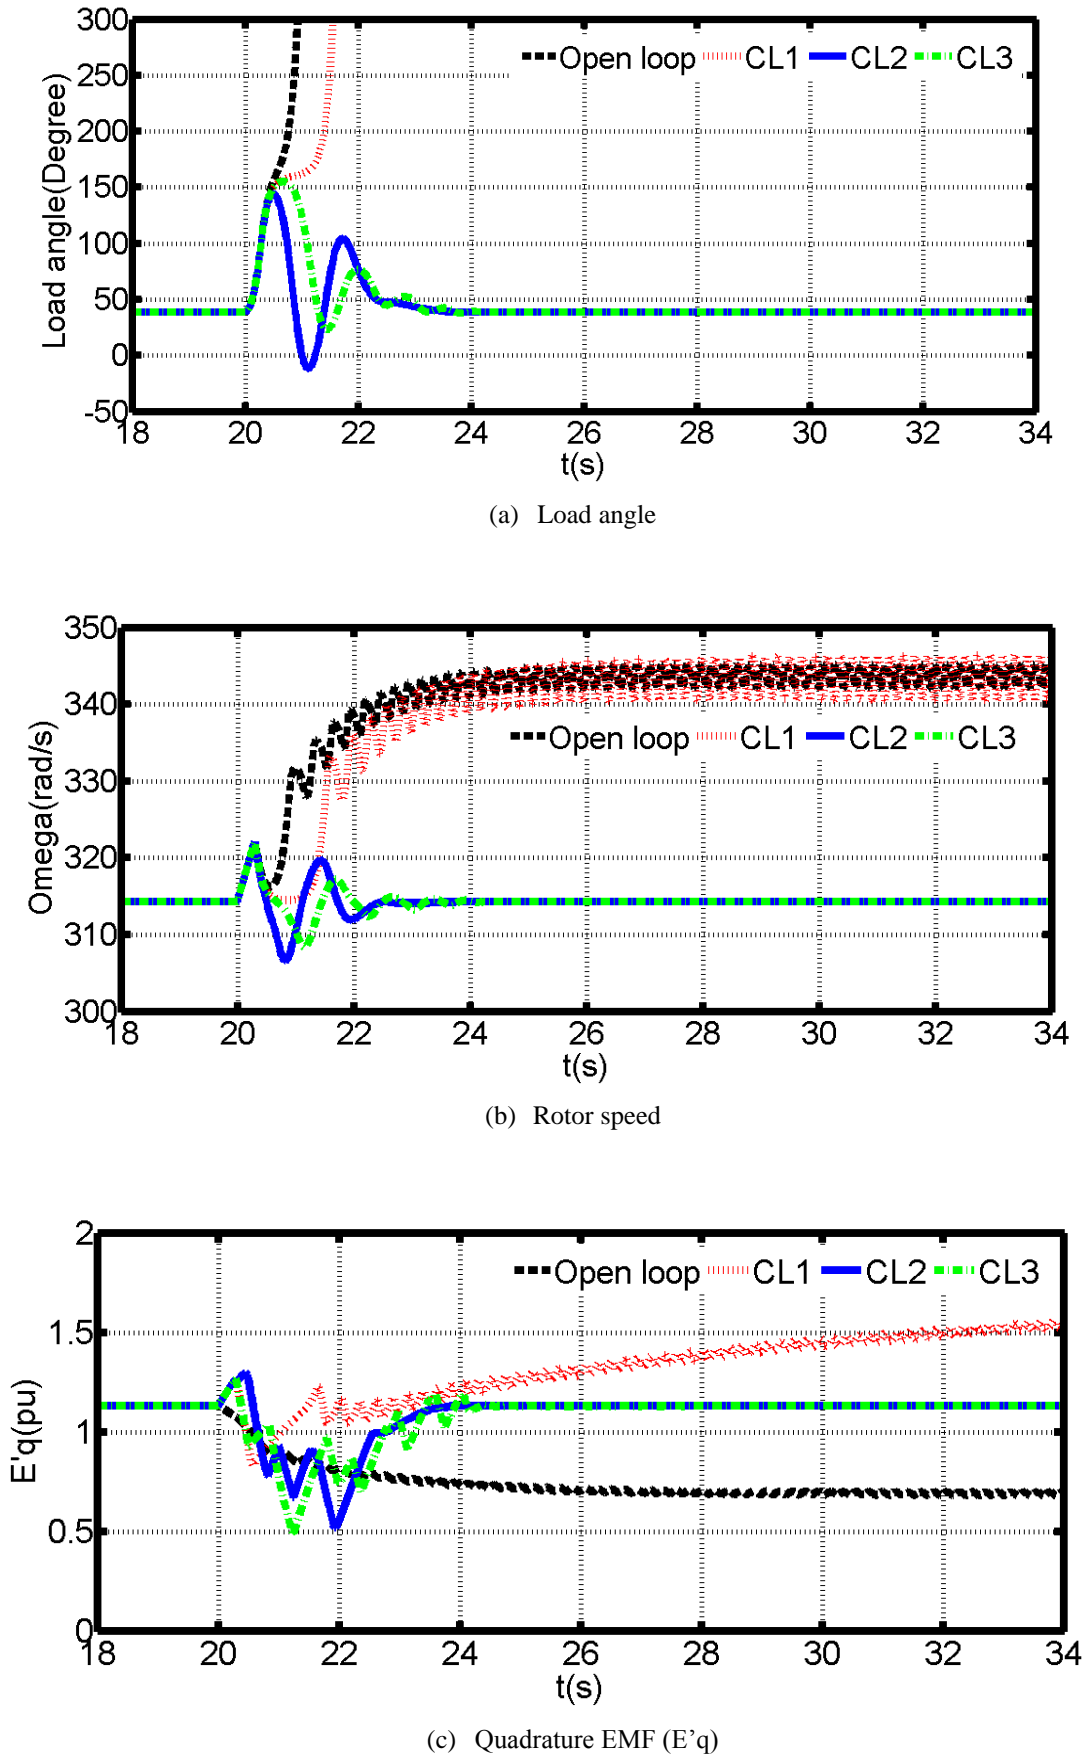 300
250
200
150
100
50
0
-50
Load angle(Degree)
Open loop CL1 CL2 CL3
18 20 22 24 26 28 30 32 34
t(s)
(a) Load angle
350
340
330
320
310
300
Omega(rad/s)
Open loop CL1 CL2 CL3
18 20 22 24 26 28 30 32 34
t(s)
(b) Rotor speed
2
1.5
1
0.5
0
E'q(pu)
Open loop CL1 CL2 CL3
18 20 22 24 26 28 30 32 34
t(s)
(c) Quadrature EMF (E’q)